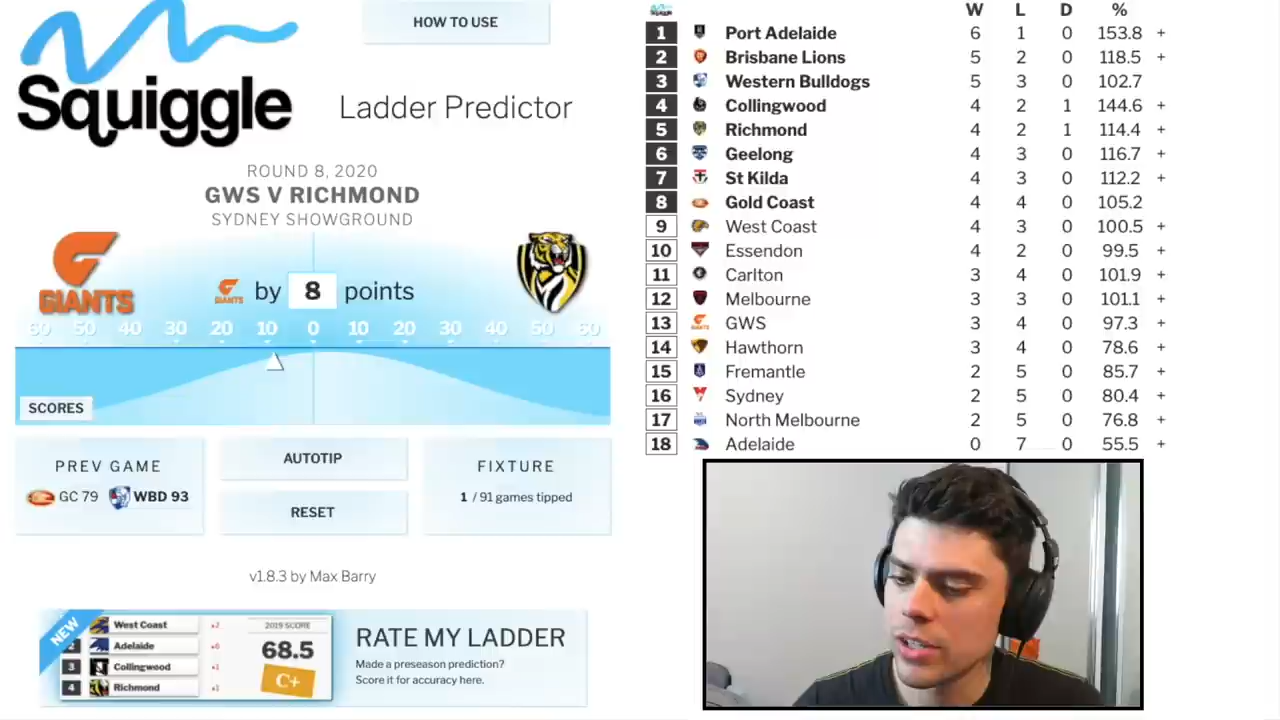 HOW TO USE
Squiggle
Ladder Predictor
ROUND 8, 2020
GWS V RICHMOND
SYDNEY SHOWGROUND
GIANTS
GIANTS by 8 points
60 50 40 30 20 10 0 10 20 30 40 50 60
SCORES
PREV GAME
GC 79 WBD 93
AUTOTIP
RESET
FIXTURE
1 / 91 games tipped
v1.8.3 by Max Barry
NEW
West Coast
Adelaide
3 Collingwood
4 Richmond
2019 SCORE
68.5
C+
RATE MY LADDER
Made a preseason prediction?
Score it for accuracy here.
Squiggle W L D %
1 Port Adelaide 6 1 0 153.8 +
2 Brisbane Lions 5 2 0 118.5 +
3 Western Bulldogs 5 3 0 102.7
4 Collingwood 4 2 1 144.6 +
5 Richmond 4 2 1 114.4 +
6 Geelong 4 3 0 116.7 +
7 St Kilda 4 3 0 112.2 +
8 Gold Coast 4 4 0 105.2
9 West Coast 4 3 0 100.5 +
10 Essendon 4 2 0 99.5 +
11 Carlton 3 4 0 101.9 +
12 Melbourne 3 3 0 101.1 +
13 GWS 3 4 0 97.3 +
14 Hawthorn 3 4 0 78.6 +
15 Fremantle 2 5 0 85.7 +
16 Sydney 2 5 0 80.4 +
17 North Melbourne 2 5 0 76.8 +
18 Adelaide 0 7 0 55.5 +